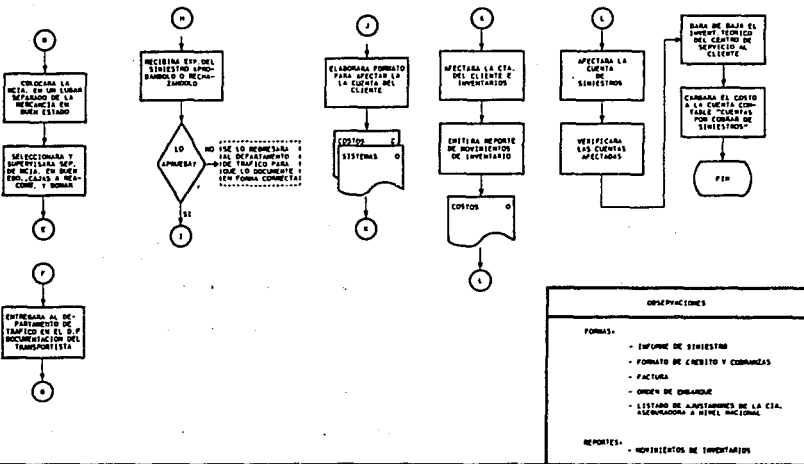 H
RECIBIRA EXP. DEL
SINIESTRO APRO-
BANDOLO O RECHA-
ZANDOLO
LO
APRUEBA?
NO
SE LO REGRESARA
AL DEPARTAMENTO
DE TRAFICO PARA
QUE LO DOCUMENTE
EN FORMA CORRECTA
SI
I
COLOCARA LA
MCIA. EN UN LUGAR
SEPARADO DE LA
MERCANCIA EN
BUEN ESTADO
SELECCIONARA Y
SUPERVISARA SEP.
DE MCIA. EN BUEN
EDO., CAJAS A REA-
COND. Y DONAR
E
F
ENTREGARA AL DE-
PARTAMENTO DE
TRAFICO EN EL D.F
DOCUMENTACION DEL
TRANSPORTISTA
J
ELABORARA FORMATO
PARA AFECTAR LA
LA CUENTA DEL
CLIENTE
COSTOS
SISTEMAS O
K
AFECTARA LA CTA.
DEL CLIENTE E
INVENTARIOS
EMITIRA REPORTE
DE MOVIMIENTOS
DE INVENTARIO
COSTOS O
L
L
AFECTARA LA
CUENTA
DE
SINIESTROS
VERIFICARA
LAS CUENTAS
AFECTADAS
DARA DE BAJA EL
INVENT. TEORICO
DEL CENTRO DE
SERVICIO AL
CLIENTE
CARGARA EL COSTO
A LA CUENTA CON-
TABLE "CUENTAS
POR COBRAR DE
SINIESTROS"
FIN
OBSERVACIONES
FORMAS.
- INFORME DE SINIESTRO
- FORMATO DE CREDITO Y COBRANZAS
- FACTURA
- ORDEN DE EMBARQUE
- LISTADO DE AJUSTADORES DE LA CIA.
ASEGURADORA A NIVEL NACIONAL
REPORTES.
- MOVIMIENTOS DE INVENTARIOS